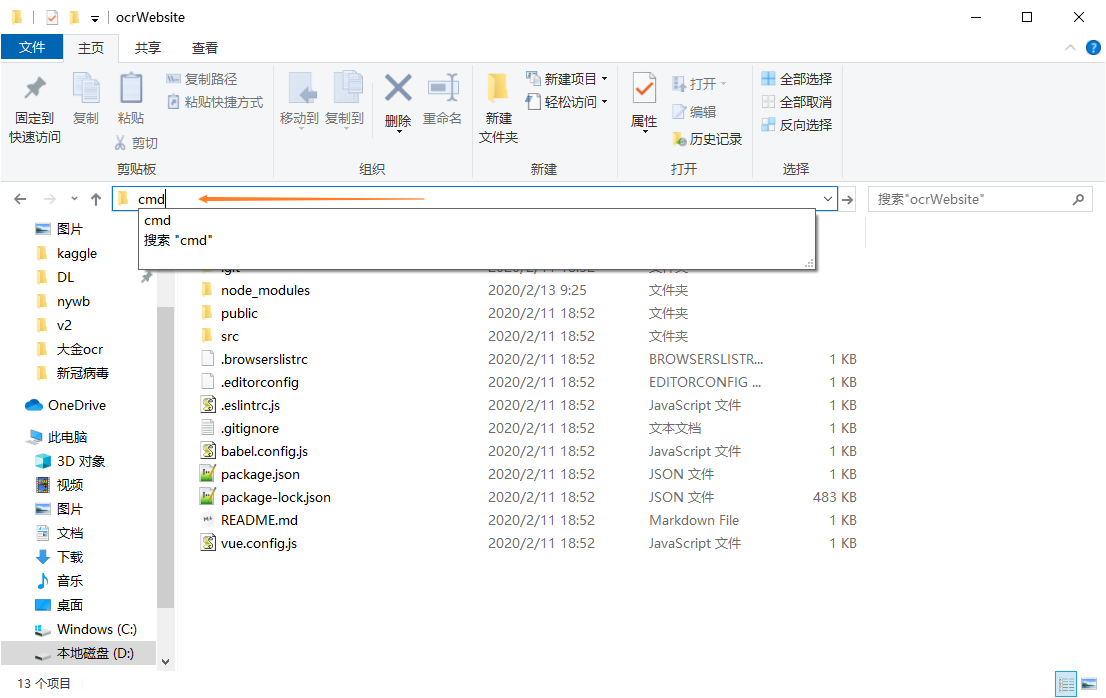 ocrWebsite
文件 主页 共享 查看
固定到快速访问 复制 粘贴 复制路径 粘贴快捷方式 剪切
移动到 复制到 删除 重命名
新建文件夹 新建项目 轻松访问
属性 打开 编辑 历史记录
全部选择 全部取消 反向选择
剪贴板 组织 新建 打开 选择
cmd 搜索"ocrWebsite"
cmd
搜索 "cmd"
图片
kaggle
DL
nywb
v2
大金ocr
新冠病毒
OneDrive
此电脑
3D 对象
视频
图片
文档
下载
音乐
桌面
Windows (C:)
本地磁盘 (D:)
node_modules 2020/2/13 9:25 文件夹
public 2020/2/11 18:52 文件夹
src 2020/2/11 18:52 文件夹
.browserslistrc 2020/2/11 18:52 BROWSERSLISTR... 1 KB
.editorconfig 2020/2/11 18:52 EDITORCONFIG ... 1 KB
.eslintrc.js 2020/2/11 18:52 JavaScript 文件 1 KB
.gitignore 2020/2/11 18:52 文本文档 1 KB
babel.config.js 2020/2/11 18:52 JavaScript 文件 1 KB
package.json 2020/2/11 18:52 JSON 文件 1 KB
package-lock.json 2020/2/11 18:52 JSON 文件 483 KB
README.md 2020/2/11 18:52 Markdown File 1 KB
vue.config.js 2020/2/11 18:52 JavaScript 文件 1 KB
13 个项目